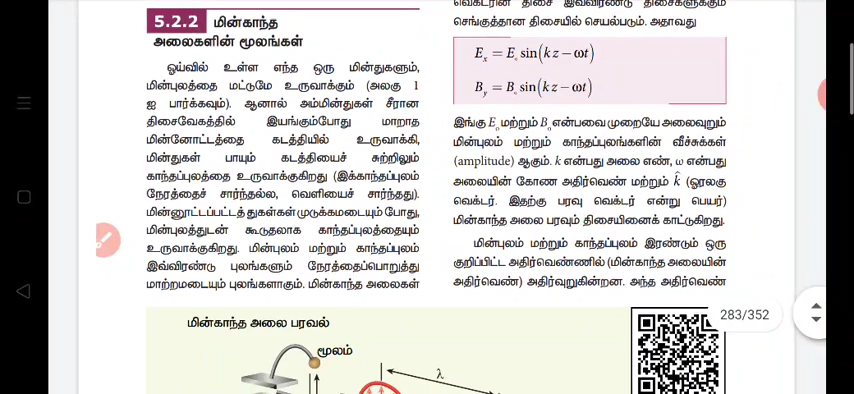 5.2.2 மின்காந்த
அலைகளின் மூலங்கள்
ஓய்வில் உள்ள எந்த ஒரு மின்துகளும்,
மின்புலத்தை மட்டுமே உருவாக்கும் (அலகு 1
ஐ பார்க்கவும்). ஆனால் அம்மின்துகள் சீரான
திசைவேகத்தில் இயங்கும்போது மாறாத
மின்னோட்டத்தை கடத்தியில் உருவாக்கி,
மின்துகள் பாயும் கடத்தியைச் சுற்றிலும்
காந்தப்புலத்தை உருவாக்குகிறது (இக்காந்தப்புலம்
நேரத்தைச் சார்ந்தல்ல, வெளியைச் சார்ந்தது).
மின்னூட்டப்பட்டத் துகள்கள் முடுக்கமடையும் போது,
மின்புலத்துடன் கூடுதலாக காந்தப்புலத்தையும்
உருவாக்குகிறது. மின்புலம் மற்றும் காந்தப்புலம்
இவ்விரண்டு புலங்களும் நேரத்தைப்பொறுத்து
மாற்றமடையும் புலங்களாகும். மின்காந்த அலைகள்
வெக்டரின் திசை இவ்விரண்டு திசைகளுக்கும்
செங்குத்தான திசையில் செயல்படும். அதாவது
Eₓ = E₀ sin(kz − ωt)
B_y = B₀ sin(kz − ωt)
இங்கு E₀ மற்றும் B₀ என்பவை முறையே அலைவுறும்
மின்புலம் மற்றும் காந்தப்புலங்களின் வீச்சுக்கள்
(amplitude) ஆகும். k என்பது அலை எண், ω என்பது
அலையின் கோண அதிர்வெண் மற்றும் k̂ (ஓரலகு
வெக்டர். இதற்கு பரவு வெக்டர் என்று பெயர்)
மின்காந்த அலை பரவும் திசையினைக் காட்டுகிறது.
மின்புலம் மற்றும் காந்தப்புலம் இரண்டும் ஒரு
குறிப்பிட்ட அதிர்வெண்ணில் (மின்காந்த அலையின்
அதிர்வெண்) அதிர்வுறுகின்றன. அந்த அதிர்வெண்
283/352
மின்காந்த அலை பரவல்
மூலம்
λ